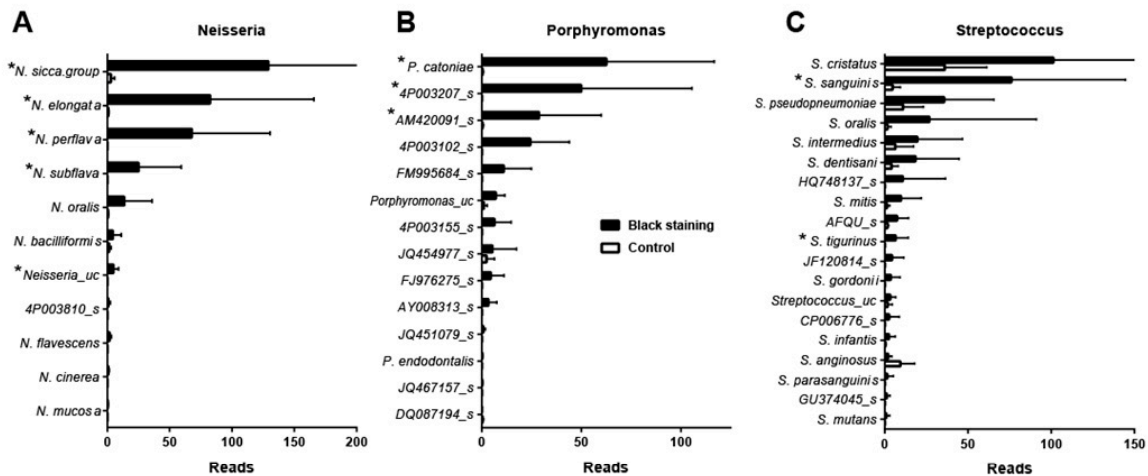 A
Neisseria
*N. sicca.group
*N. elongata
*N. perflava
*N. subflava
N. oralis
N. bacilliformis
*Neisseria_uc
4P003810_s
N. flavescens
N. cinerea
N. mucosa
0 50 100 150 200
Reads
B
Porphyromonas
*P. catoniae
*4P003207_s
*AM420091_s
4P003102_s
FM995684_s
Porphyromonas_uc
4P003155_s
JQ454977_s
FJ976275_s
AY008313_s
JQ451079_s
P. endodontalis
JQ467157_s
DQ087194_s
0 50 100
Reads
Black staining
Control
C
Streptococcus
S. cristatus
*S. sanguinis
S. pseudopneumoniae
S. oralis
S. intermedius
S. dentisani
HQ748137_s
S. mitis
AFQU_s
*S. tigurinus
JF120814_s
S. gordonii
Streptococcus_uc
CP006776_s
S. infantis
S. anginosus
S. parasanguinis
GU374045_s
S. mutans
0 50 100 150
Reads